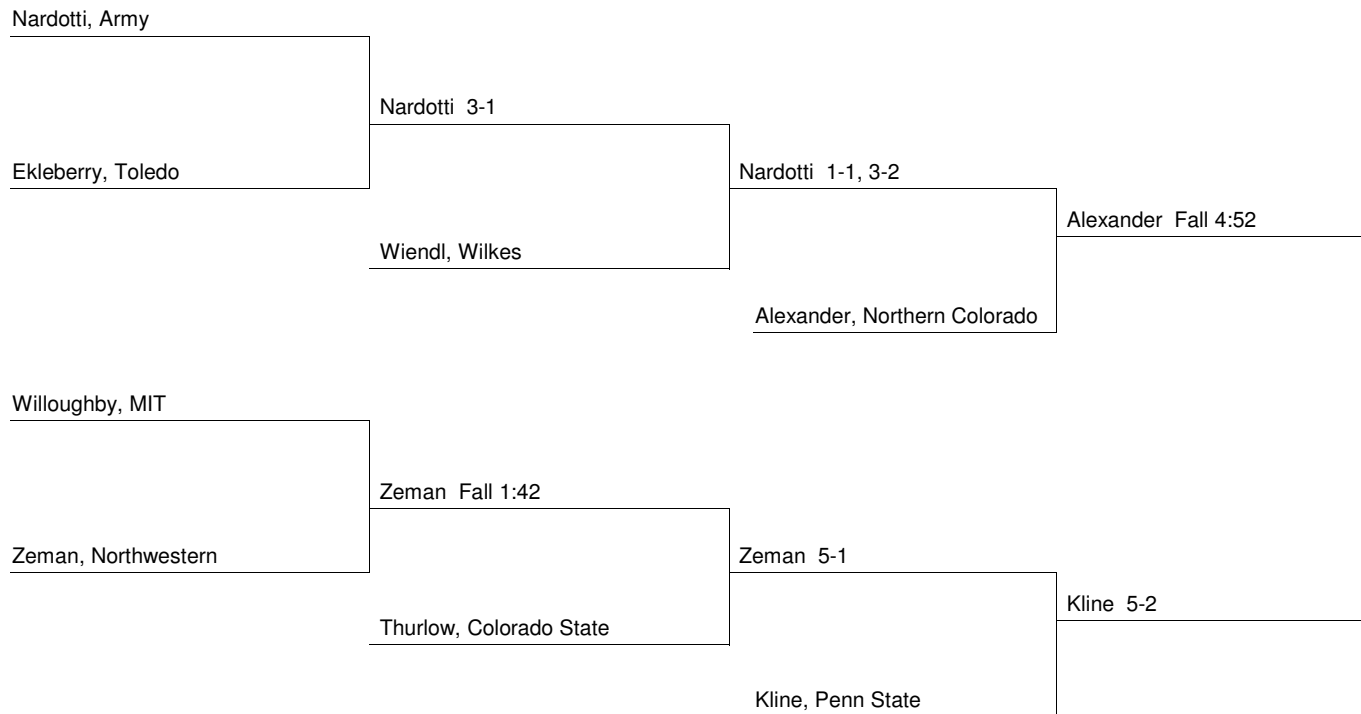 Nardotti, Army
Nardotti  3-1
Ekleberry, Toledo
Nardotti  1-1, 3-2
Alexander  Fall 4:52
Wiendl, Wilkes
Alexander, Northern Colorado
Willoughby, MIT
Zeman  Fall 1:42
Zeman, Northwestern
Zeman  5-1
Kline  5-2
Thurlow, Colorado State
Kline, Penn State